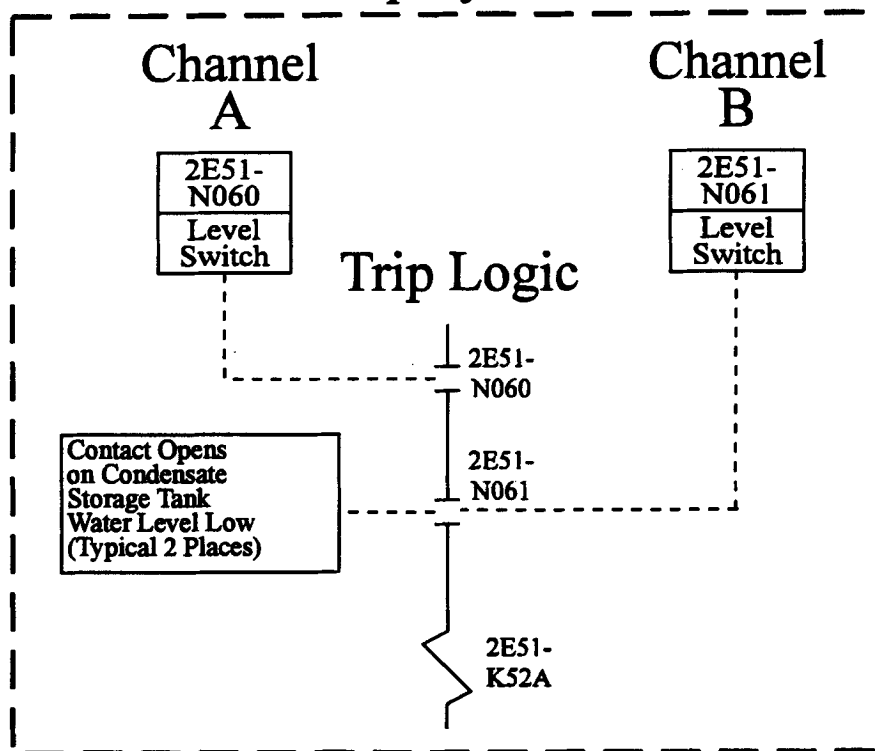 Channel
A
Channel
B
2E51-
N060
Level
Switch
2E51-
N061
Level
Switch
Trip Logic
2E51-
N060
2E51-
N061
Contact Opens
on Condensate
Storage Tank
Water Level Low
(Typical 2 Places)
2E51-
K52A